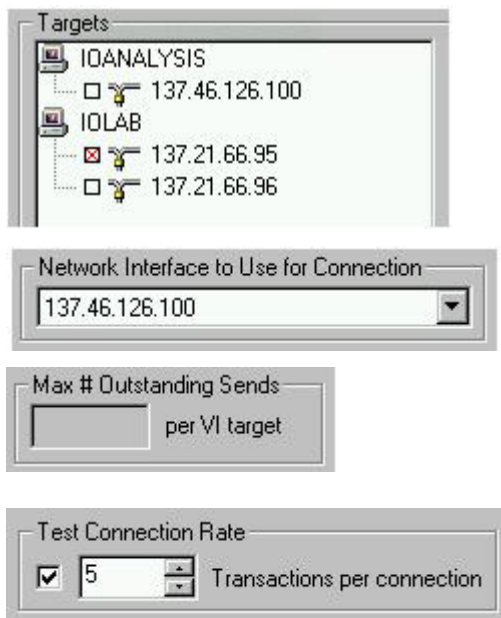 Targets
IOANALYSIS
137.46.126.100
IOLAB
137.21.66.95
137.21.66.96
Network Interface to Use for Connection
137.46.126.100
Max # Outstanding Sends
per VI target
Test Connection Rate
5 Transactions per connection